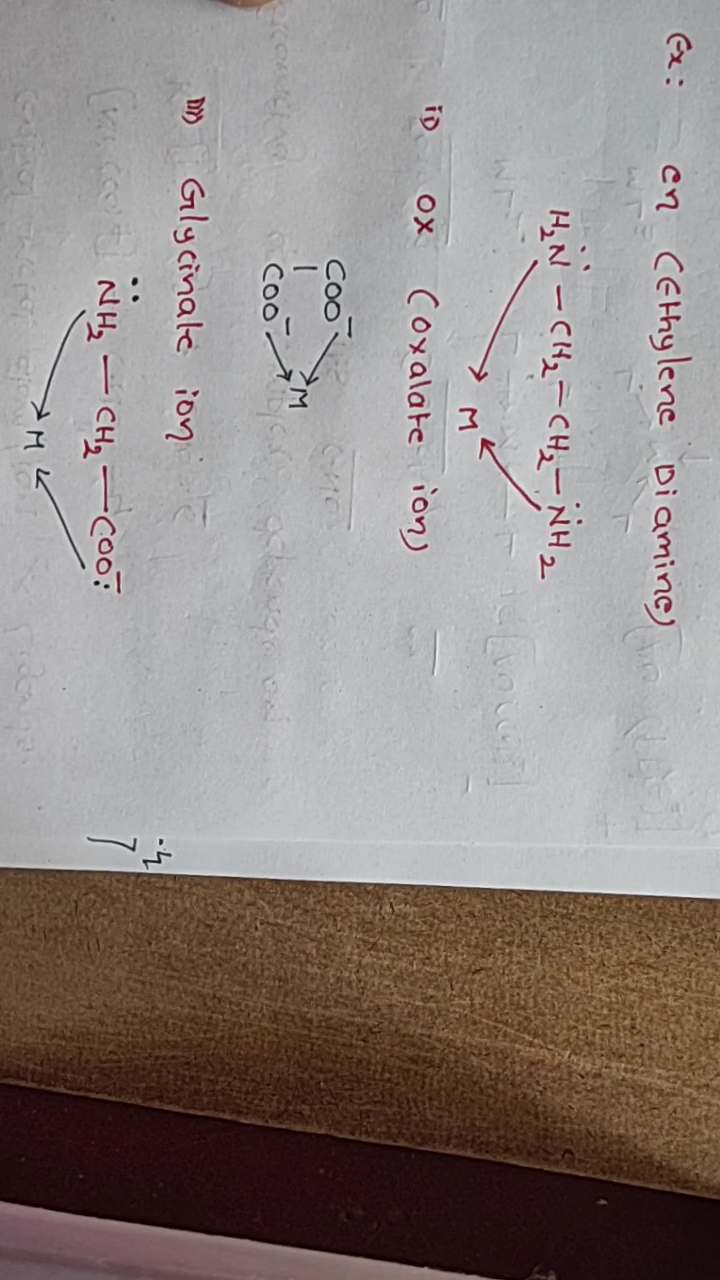 Ex: en (Ethylene Diamine)
H₂N̈ – CH₂ – CH₂ – N̈H₂
M
ii) ox (oxalate ion)
COO⁻
|
COO⁻
M
iii) Glycinate ion
N̈H₂ – CH₂ – COO⁻:
M